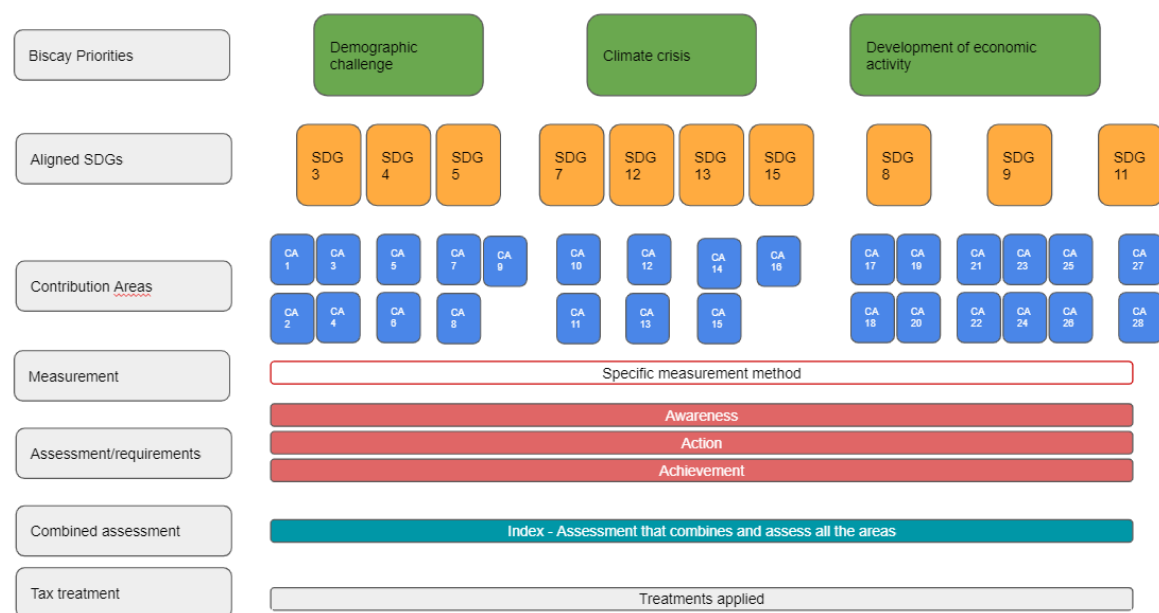 Biscay Priorities
Demographic
challenge
Climate crisis
Development of economic
activity
Aligned SDGs
SDG
3
SDG
4
SDG
5
SDG
7
SDG
12
SDG
13
SDG
15
SDG
8
SDG
9
SDG
11
Contribution Areas
CA
1
CA
3
CA
5
CA
7
CA
9
CA
10
CA
12
CA
14
CA
16
CA
17
CA
19
CA
21
CA
23
CA
25
CA
27
CA
2
CA
4
CA
6
CA
8
CA
11
CA
13
CA
15
CA
18
CA
20
CA
22
CA
24
CA
26
CA
28
Measurement
Specific measurement method
Assessment/requirements
Awareness
Action
Achievement
Combined assessment
Index - Assessment that combines and assess all the areas
Tax treatment
Treatments applied